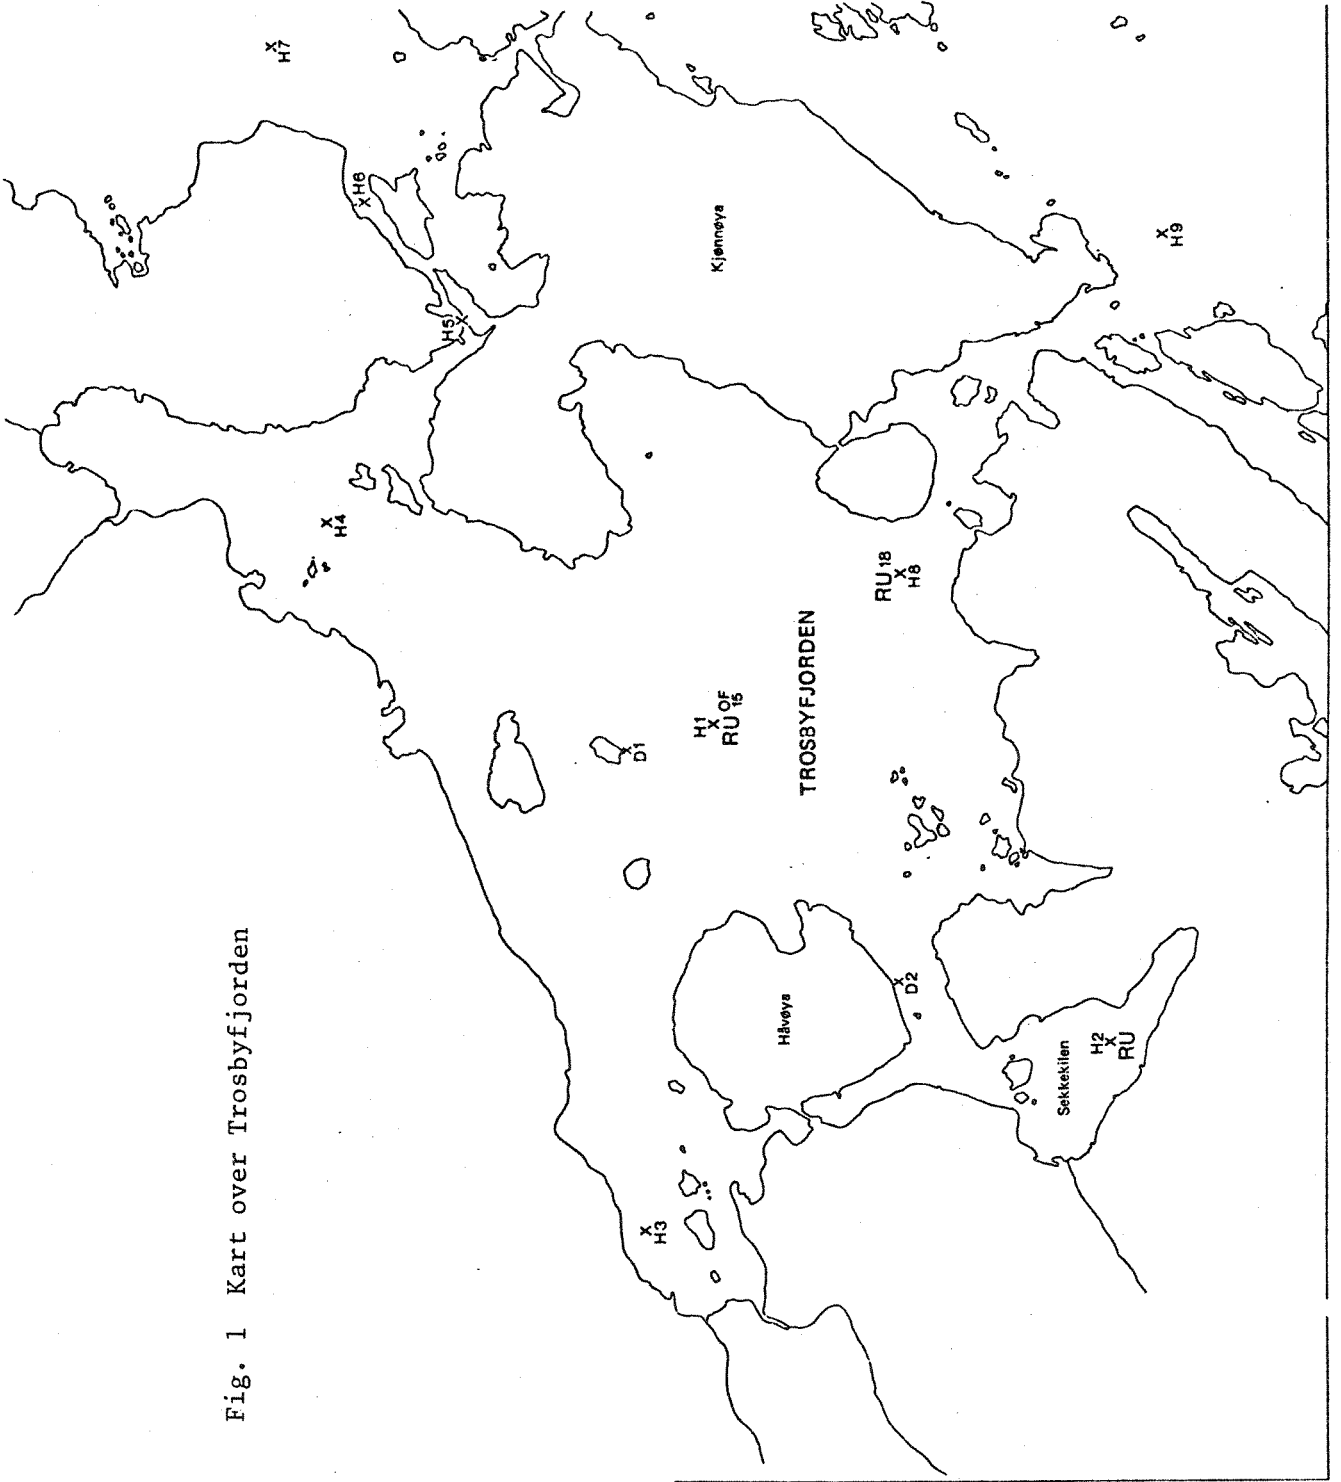 Fig. 1 Kart over Trosbyfjorden
H3
X
Håvøya
D2
X
Sekkekilen
H2
X
RU
D1
X
H1
X
RU OF
15
TROSBYFJORDEN
RU 18
X
H8
H4
X
H5
X
H6
X
H7
X
Kjønnøya
H9
X